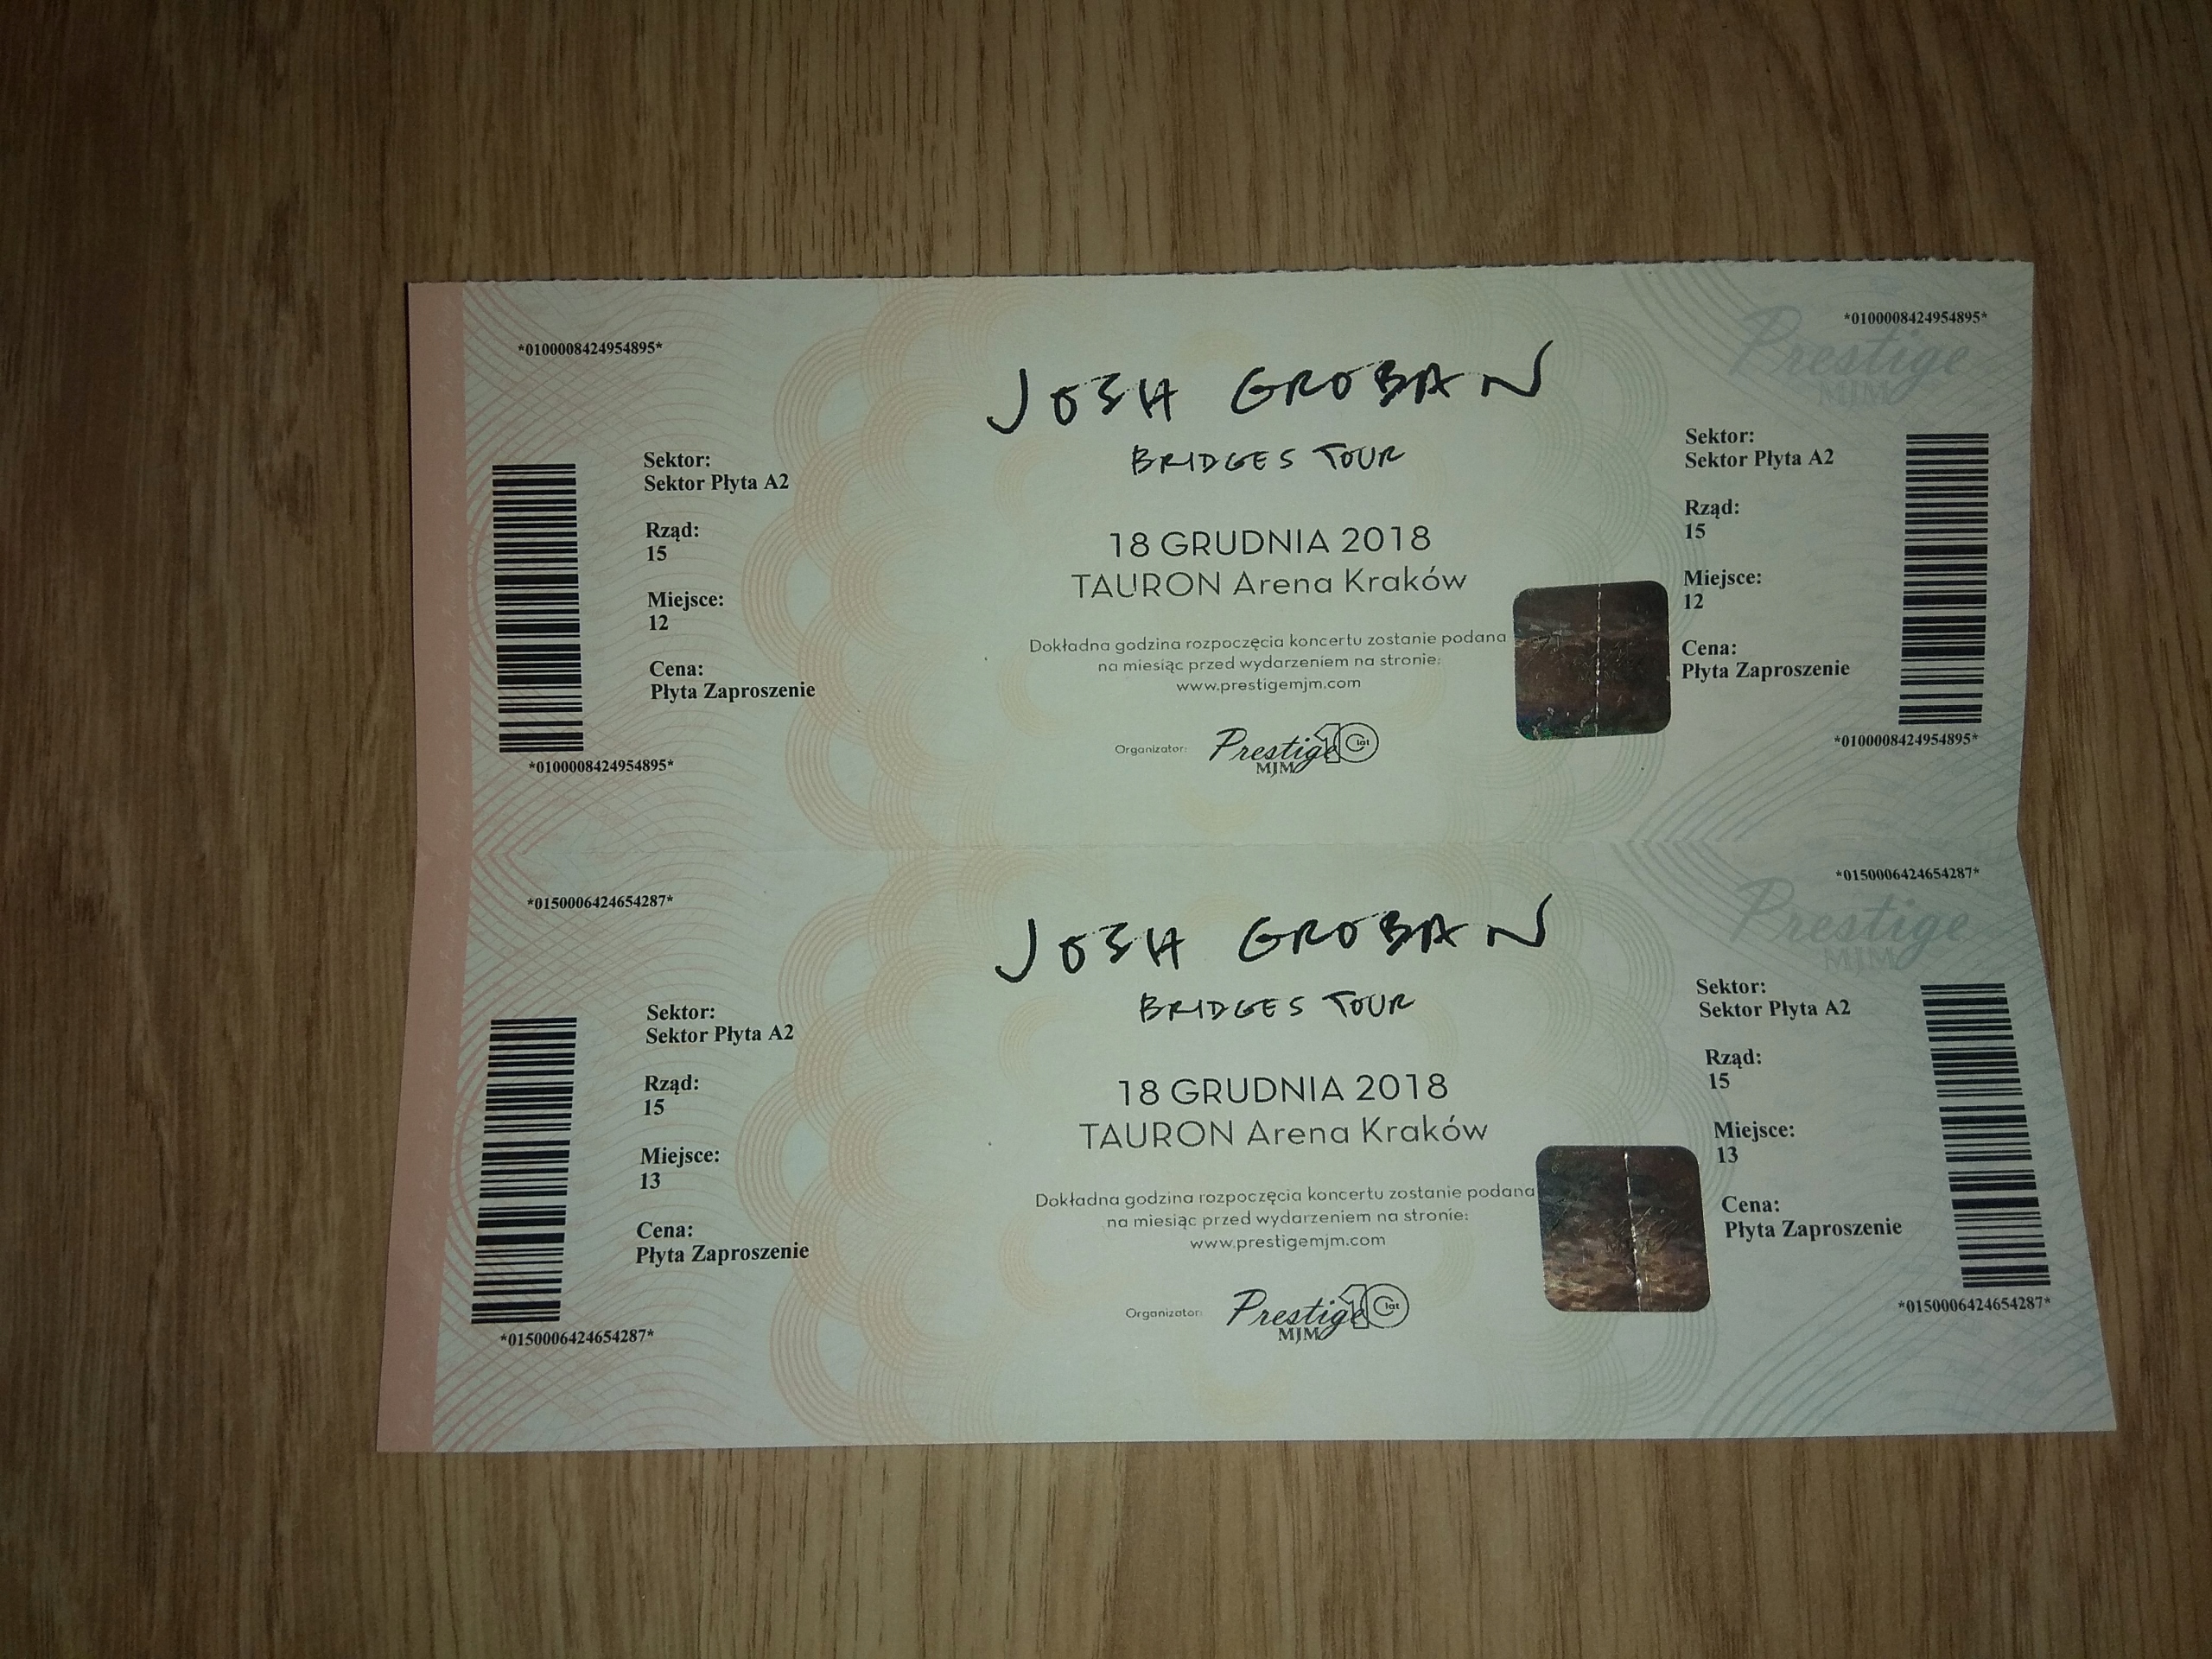 *0100008424954895*
Sektor:
Sektor Płyta A2
Rząd:
15
Miejsce:
12
Cena:
Płyta Zaproszenie
*0100008424954895*
JOSH GROBAN
BRIDGES TOUR
18 GRUDNIA 2018
TAURON Arena Kraków
Dokładna godzina rozpoczęcia koncertu zostanie podana
na miesiąc przed wydarzeniem na stronie:
www.prestigemjm.com
Organizator: Prestige MJM 10 lat
Prestige
MJM
*0100008424954895*
Sektor:
Sektor Płyta A2
Rząd:
15
Miejsce:
12
Cena:
Płyta Zaproszenie
*0100008424954895*
*0150006424654287*
Sektor:
Sektor Płyta A2
Rząd:
15
Miejsce:
13
Cena:
Płyta Zaproszenie
*0150006424654287*
JOSH GROBAN
BRIDGES TOUR
18 GRUDNIA 2018
TAURON Arena Kraków
Dokładna godzina rozpoczęcia koncertu zostanie podana
na miesiąc przed wydarzeniem na stronie:
www.prestigemjm.com
Organizator: Prestige MJM 10 lat
*0150006424654287*
Prestige
MJM
Sektor:
Sektor Płyta A2
Rząd:
15
Miejsce:
13
Cena:
Płyta Zaproszenie
*0150006424654287*